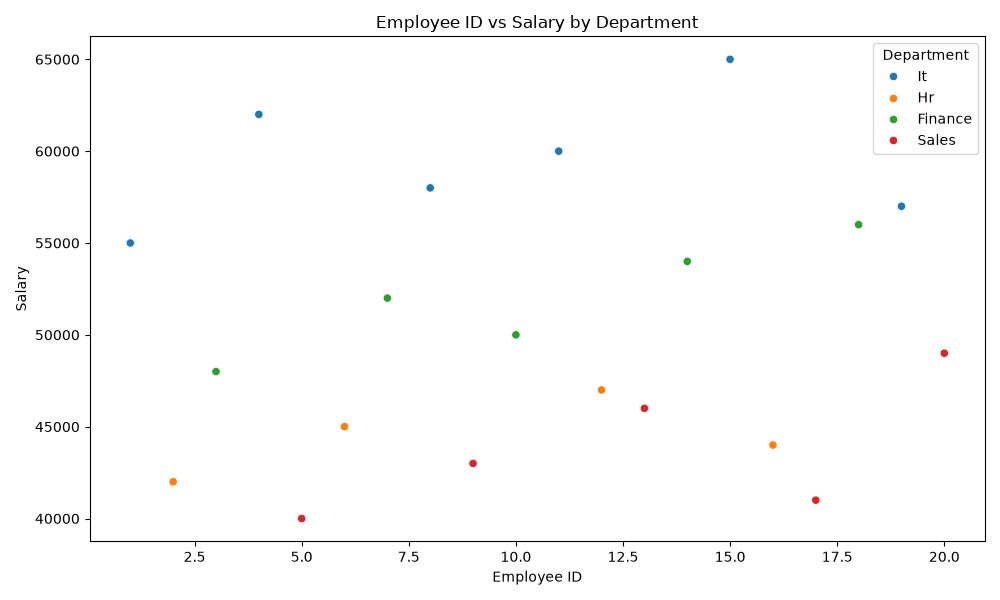 Employee ID vs Salary by Department
Department
It
Hr
Finance
Sales
Salary
65000
60000
55000
50000
45000
40000
2.5 5.0 7.5 10.0 12.5 15.0 17.5 20.0
Employee ID